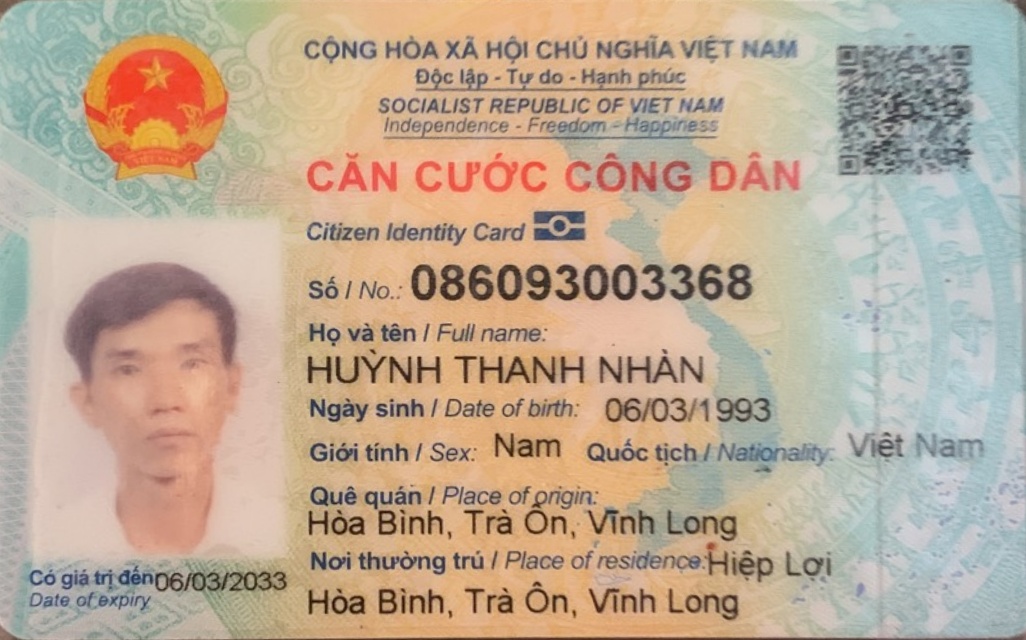 CỘNG HÒA XÃ HỘI CHỦ NGHĨA VIỆT NAM
Độc lập - Tự do - Hạnh phúc
SOCIALIST REPUBLIC OF VIET NAM
Independence - Freedom - Happiness
CĂN CƯỚC CÔNG DÂN
Citizen Identity Card
Số / No.: 086093003368
Họ và tên / Full name:
HUỲNH THANH NHÀN
Ngày sinh / Date of birth: 06/03/1993
Giới tính / Sex: Nam Quốc tịch / Nationality: Việt Nam
Quê quán / Place of origin:
Hòa Bình, Trà Ôn, Vĩnh Long
Nơi thường trú / Place of residence: Hiệp Lợi
Hòa Bình, Trà Ôn, Vĩnh Long
Có giá trị đến 06/03/2033
Date of expiry
VIỆT NAM